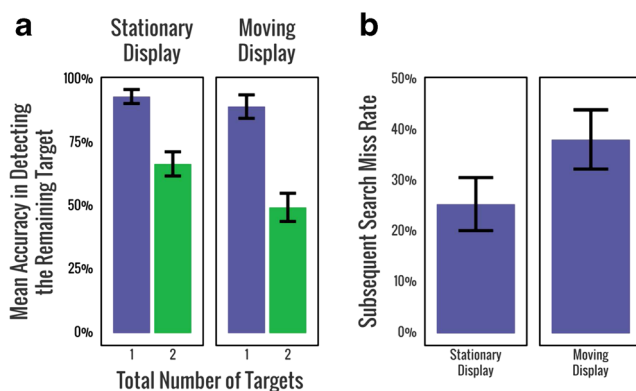 a
Stationary
Display
Moving
Display
Mean Accuracy in Detecting
the Remaining Target
100%
75%
50%
25%
0%
1
2
1
2
Total Number of Targets
b
Subsequent Search Miss Rate
50%
40%
30%
20%
10%
0%
Stationary
Display
Moving
Display